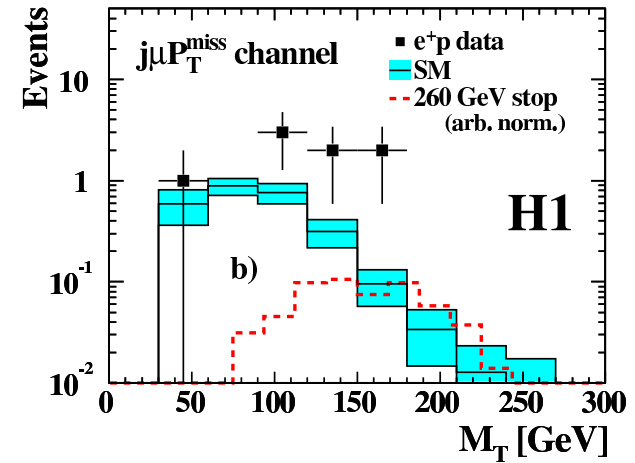 Events
jμP_T^miss channel
e⁺p data
SM
260 GeV stop
(arb. norm.)
H1
b)
10
1
10⁻¹
10⁻²
0 50 100 150 200 250 300
M_T [GeV]